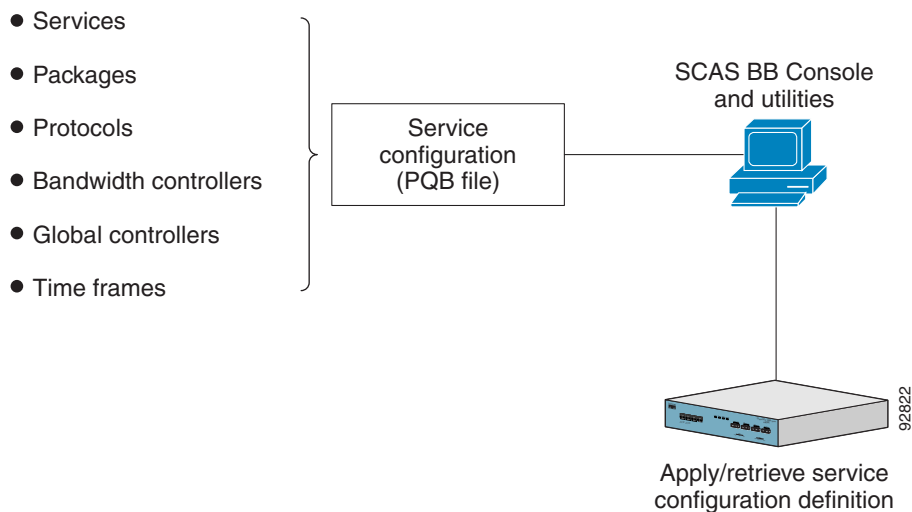 ● Services
● Packages
● Protocols
● Bandwidth controllers
● Global controllers
● Time frames
Service
configuration
(PQB file)
SCAS BB Console
and utilities
92822
Apply/retrieve service
configuration definition